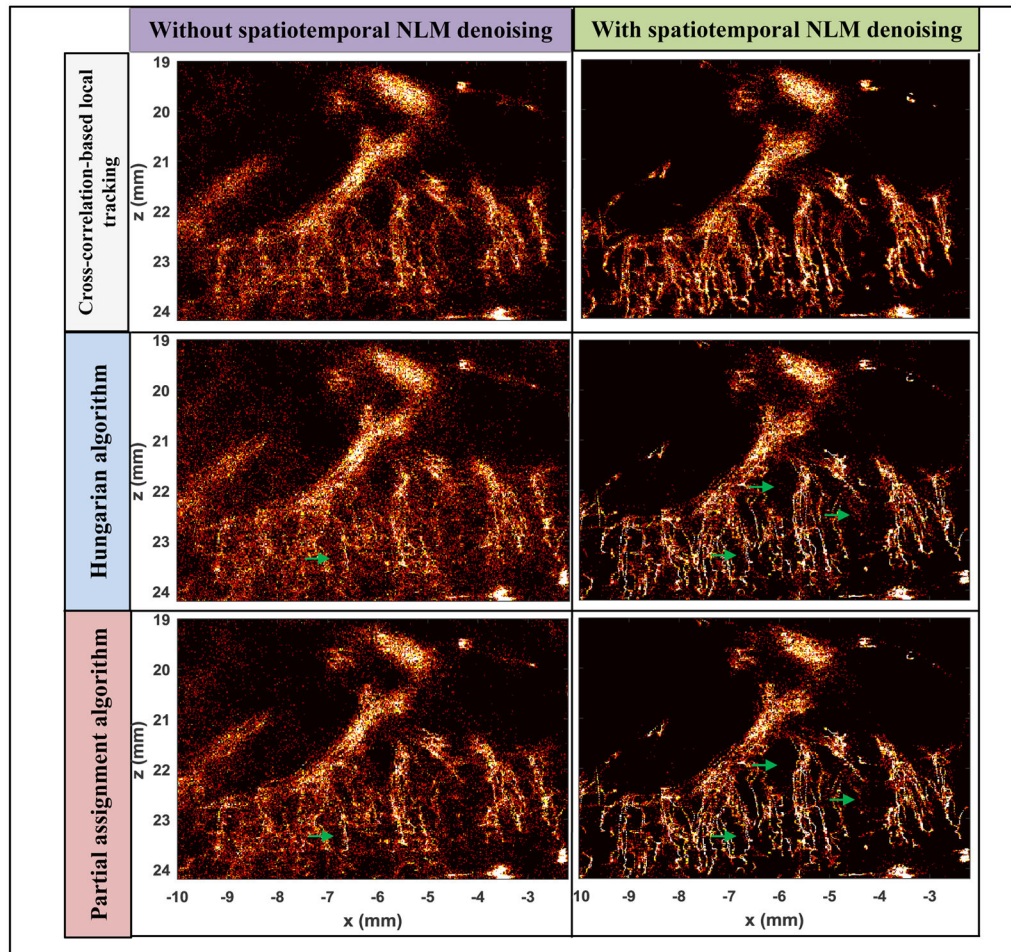 Without spatiotemporal NLM denoising
With spatiotemporal NLM denoising
Cross-correlation-based local
tracking
19
20
21
22
23
24
z (mm)
Hungarian algorithm
19
20
21
22
23
24
z (mm)
Partial assignment algorithm
19
20
21
22
23
24
z (mm)
-10 -9 -8 -7 -6 -5 -4 -3
x (mm)
-10 -9 -8 -7 -6 -5 -4 -3
x (mm)